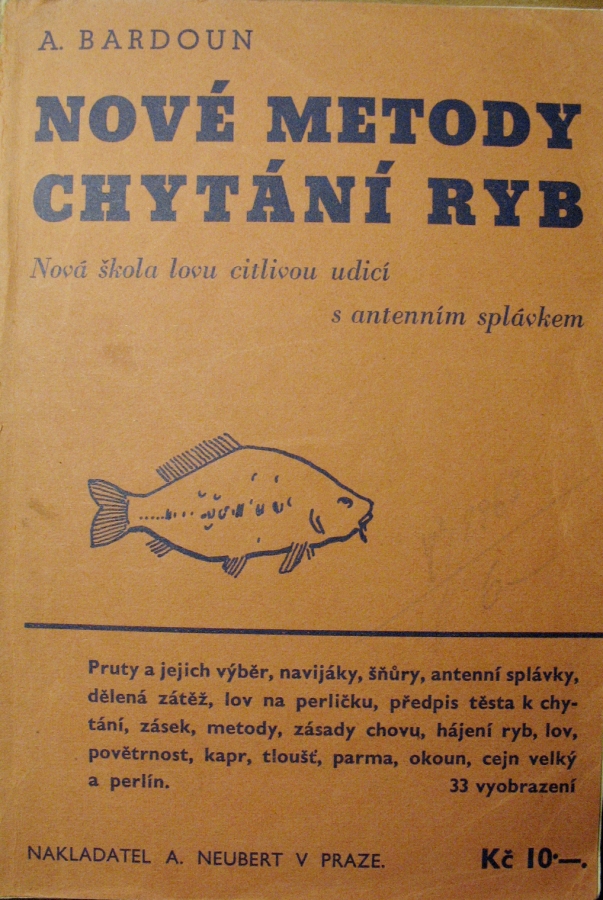 A. BARDOUN
NOVÉ METODY
CHYTÁNÍ RYB
Nová škola lovu citlivou udicí
s antenním splávkem
Pruty a jejich výběr, navijáky, šňůry, antenní splávky,
dělená zátěž, lov na perličku, předpis těsta k chy-
tání, zásek, metody, zásady chovu, hájení ryb, lov,
povětrnost, kapr, tloušť, parma, okoun, cejn velký
a perlín.
33 vyobrazení
NAKLADATEL A. NEUBERT V PRAZE.
Kč 10·—.